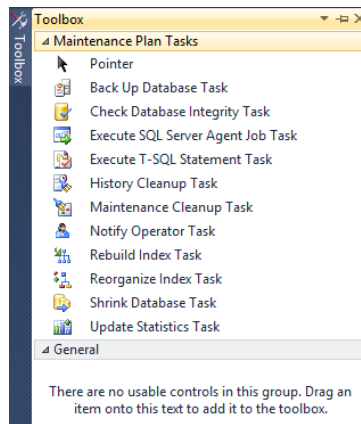 Toolbox
Toolbox
Maintenance Plan Tasks
Pointer
Back Up Database Task
Check Database Integrity Task
Execute SQL Server Agent Job Task
Execute T-SQL Statement Task
History Cleanup Task
Maintenance Cleanup Task
Notify Operator Task
Rebuild Index Task
Reorganize Index Task
Shrink Database Task
Update Statistics Task
General
There are no usable controls in this group. Drag an
item onto this text to add it to the toolbox.